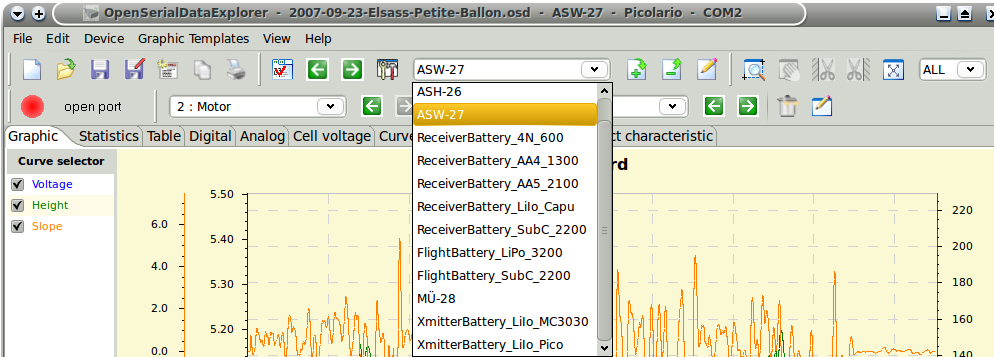 OpenSerialDataExplorer - 2007-09-23-Elsass-Petite-Ballon.osd - ASW-27 - Picolario - COM2
File Edit Device Graphic Templates View Help
ASW-27 ALL
open port 2 : Motor
ASH-26
ASW-27
ReceiverBattery_4N_600
ReceiverBattery_AA4_1300
ReceiverBattery_AA5_2100
ReceiverBattery_LiIo_Capu
ReceiverBattery_SubC_2200
FlightBattery_LiPo_3200
FlightBattery_SubC_2200
MÜ-28
XmitterBattery_LiIo_MC3030
XmitterBattery_LiIo_Pico
Graphic Statistics Table Digital Analog Cell voltage Curve ct characteristic
Curve selector
Voltage
Height
Slope
rd
6.0
4.0
2.0
0.0
5.50
5.40
5.30
5.20
220
200
180
160
140